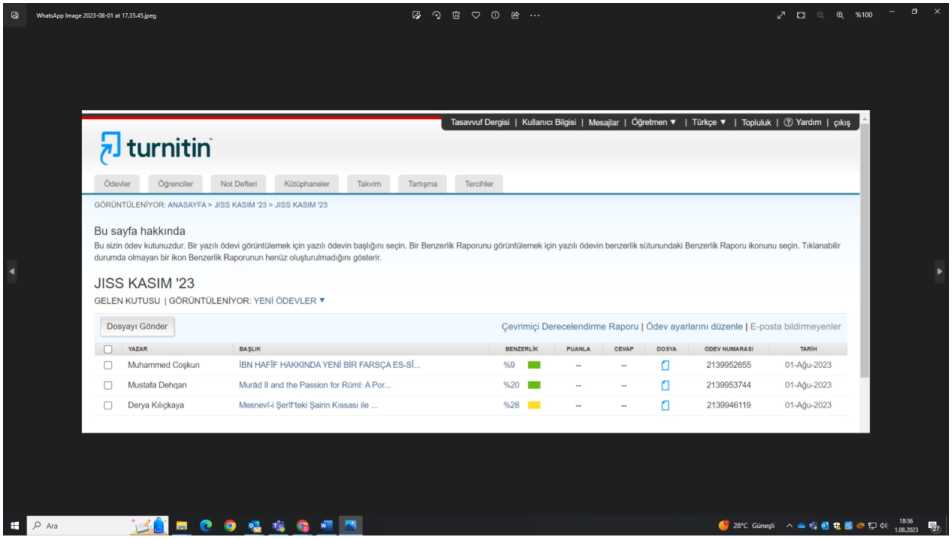 WhatsApp Image 2023-08-01 at 17.35.45.jpeg
%100
Tasavvuf Dergisi | Kullanıcı Bilgisi | Mesajlar | Öğretmen ▼ | Türkçe ▼ | Topluluk | ? Yardım | çıkış
turnitin
Ödevler Öğrenciler Not Defteri Kütüphaneler Takvim Tartışma Tercihler
GÖRÜNTÜLENİYOR: ANASAYFA > JISS KASIM '23 > JISS KASIM '23
Bu sayfa hakkında
Bu sizin ödev kutunuzdur. Bir yazılı ödevi görüntülemek için yazılı ödevin başlığını seçin. Bir Benzerlik Raporunu görüntülemek için yazılı ödevin benzerlik sütunundaki Benzerlik Raporu ikonunu seçin. Tıklanabilir
durumda olmayan bir ikon Benzerlik Raporunun henüz oluşturulmadığını gösterir.
JISS KASIM '23
GELEN KUTUSU | GÖRÜNTÜLENİYOR: YENİ ÖDEVLER ▼
Dosyayı Gönder
Çevrimiçi Derecelendirme Raporu | Ödev ayarlarını düzenle | E-posta bildirmeyenler
YAZAR BAŞLIK BENZERLIK PUANLA CEVAP DOSYA ODEV NUMARASI TARİH
Muhammed Coşkun İBN HAFÎF HAKKINDA YENİ BİR FARSÇA ES-SÎ... %9 -- -- 2139952655 01-Ağu-2023
Mustafa Dehqan Murād II and the Passion for Rūmī: A Por... %20 -- -- 2139953744 01-Ağu-2023
Derya Kılıçkaya Mesnevî-i Şerîf'teki Şairin Kıssası ile ... %28 -- -- 2139946119 01-Ağu-2023
Ara
28°C Güneşli
18:36
1.08.2023